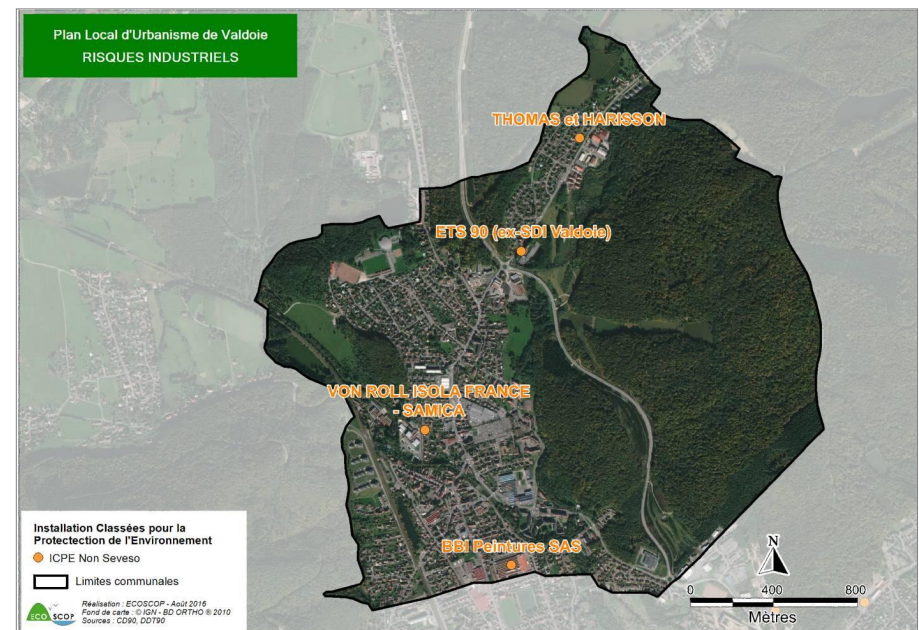 Plan Local d'Urbanisme de Valdoie
RISQUES INDUSTRIELS
THOMAS et HARISSON
ETS 90 (ex-SDI Valdoie)
VON ROLL ISOLA FRANCE
- SAMICA
BBI Peintures SAS
Installation Classées pour la
Protectection de l'Environnement
ICPE Non Seveso
Limites communales
ECO SCOP
Réalisation : ECOSCOP - Août 2016
Fond de carte : © IGN - BD ORTHO ® 2010
Sources : CD90, DDT90
N
0 400 800
Mètres